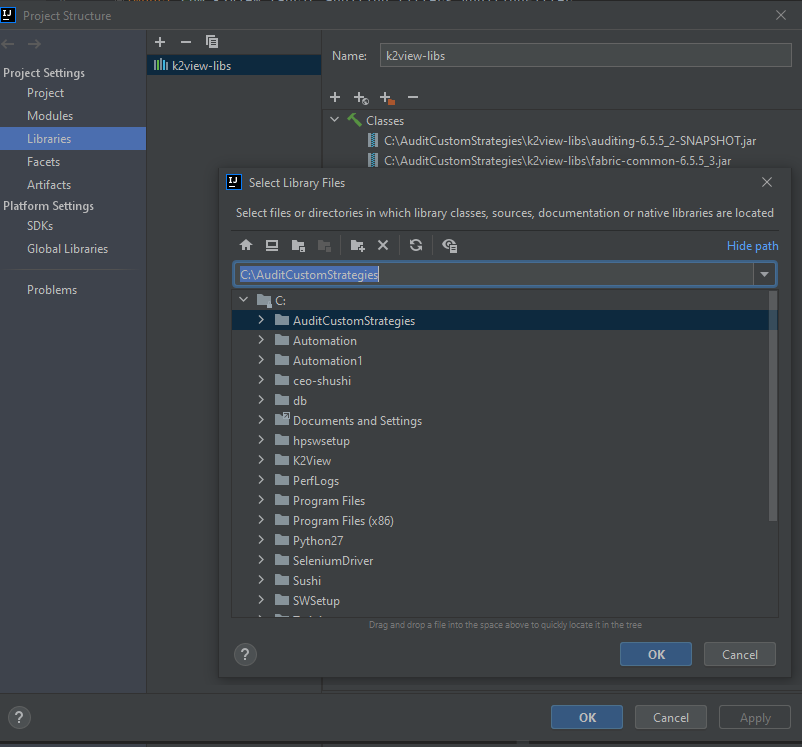 Project Structure
Project Settings
Project
Modules
Libraries
Facets
Artifacts
Platform Settings
SDKs
Global Libraries
Problems
k2view-libs
Name:
k2view-libs
Classes
C:\AuditCustomStrategies\k2view-libs\auditing-6.5.5_2-SNAPSHOT.jar
C:\AuditCustomStrategies\k2view-libs\fabric-common-6.5.5_3.jar
Select Library Files
Select files or directories in which library classes, sources, documentation or native libraries are located
Hide path
C:\AuditCustomStrategies
C:
AuditCustomStrategies
Automation
Automation1
ceo-shushi
db
Documents and Settings
hpswsetup
K2View
PerfLogs
Program Files
Program Files (x86)
Python27
SeleniumDriver
Sushi
SWSetup
Drag and drop a file into the space above to quickly locate it in the tree
?
OK
Cancel
?
OK
Cancel
Apply